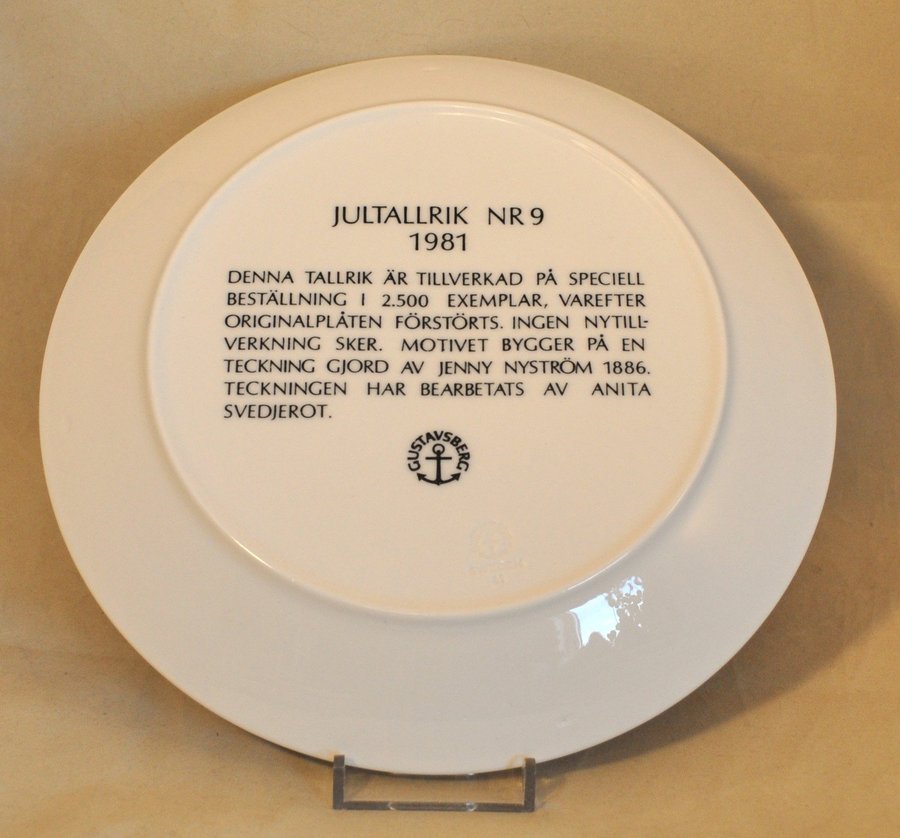 JULTALLRIK NR 9
1981
DENNA TALLRIK ÄR TILLVERKAD PÅ SPECIELL
BESTÄLLNING I 2.500 EXEMPLAR, VAREFTER
ORIGINALPLÅTEN FÖRSTÖRTS. INGEN NYTILL-
VERKNING SKER. MOTIVET BYGGER PÅ EN
TECKNING GJORD AV JENNY NYSTRÖM 1886.
TECKNINGEN HAR BEARBETATS AV ANITA
SVEDJEROT.
GUSTAVSBERG